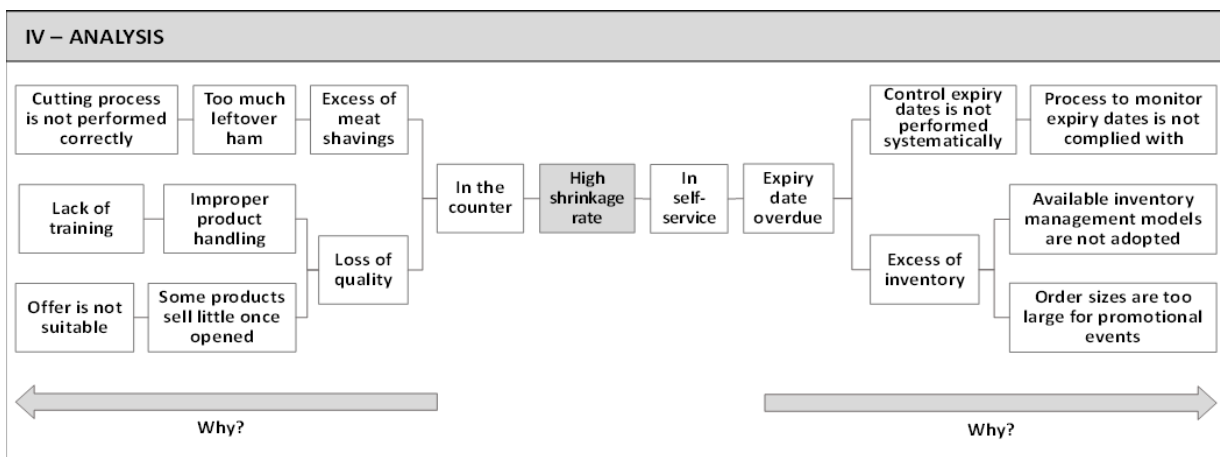 IV – ANALYSIS
Cutting process
is not performed
correctly
Too much
leftover
ham
Excess of
meat
shavings
Control expiry
dates is not
performed
systematically
Process to monitor
expiry dates is not
complied with
In the
counter
High
shrinkage
rate
In
self-
service
Expiry
date
overdue
Lack of
training
Improper
product
handling
Loss of
quality
Available inventory
management models
are not adopted
Excess of
inventory
Offer is not
suitable
Some products
sell little once
opened
Order sizes are too
large for promotional
events
Why?
Why?